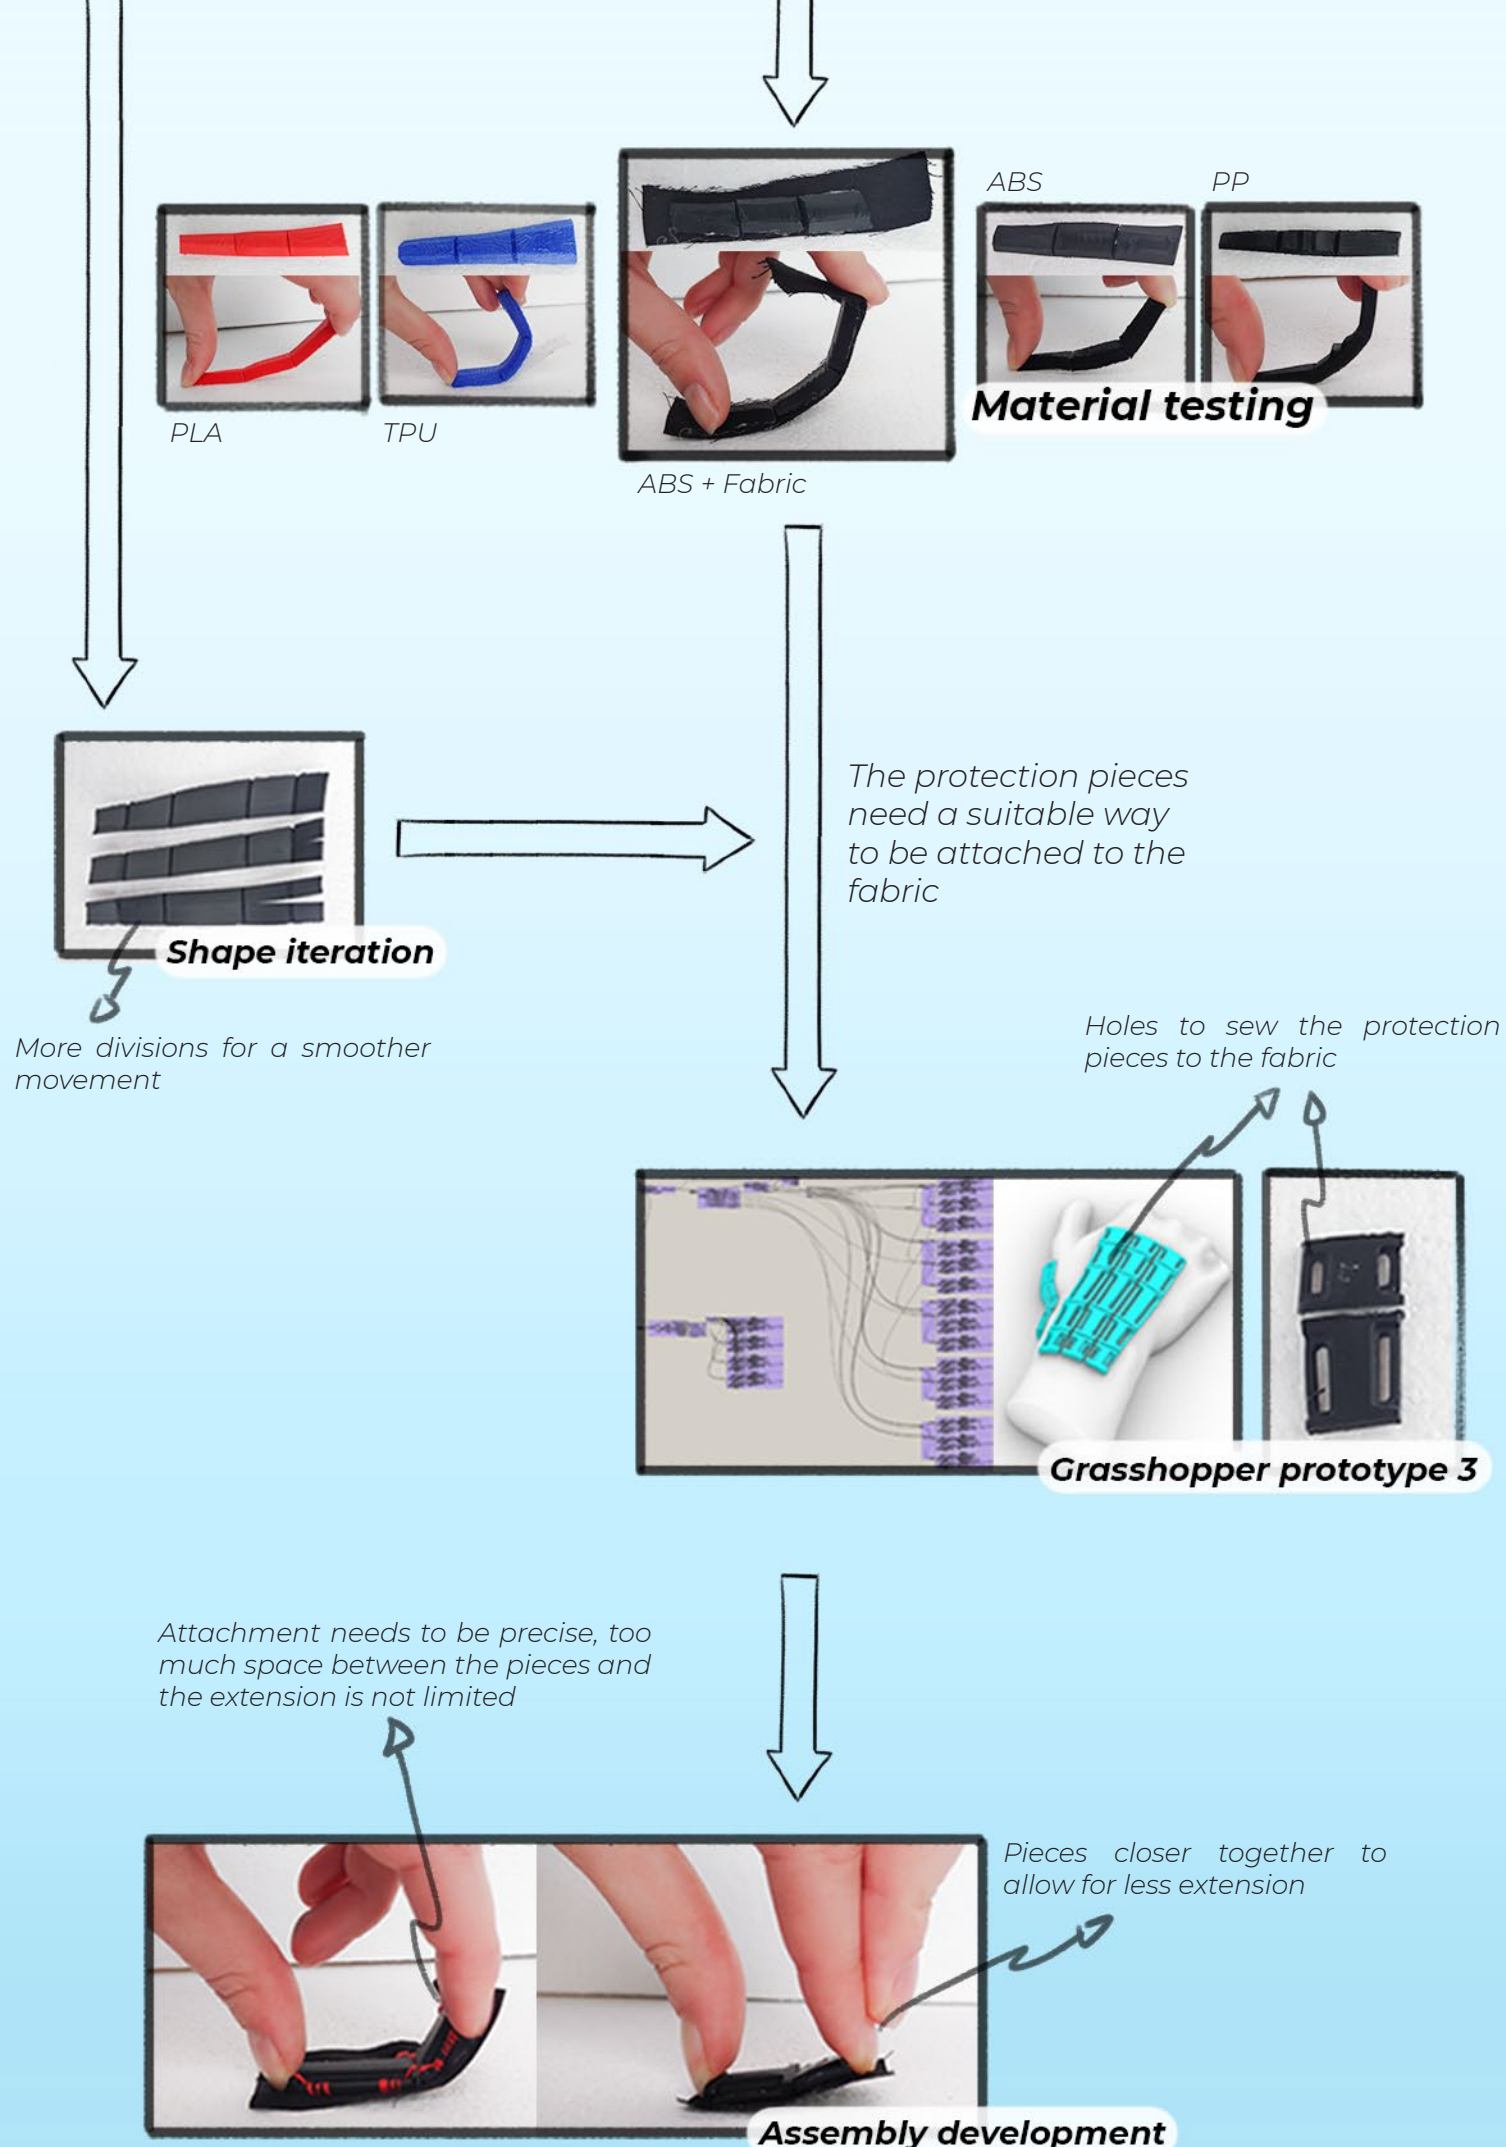 ABS
PP
PLA
TPU
Material testing
ABS + Fabric
The protection pieces
need a suitable way
to be attached to the
fabric
Shape iteration
More divisions for a smoother
movement
Holes to sew the protection
pieces to the fabric
Grasshopper prototype 3
Attachment needs to be precise, too
much space between the pieces and
the extension is not limited
Pieces closer together to
allow for less extension
Assembly development